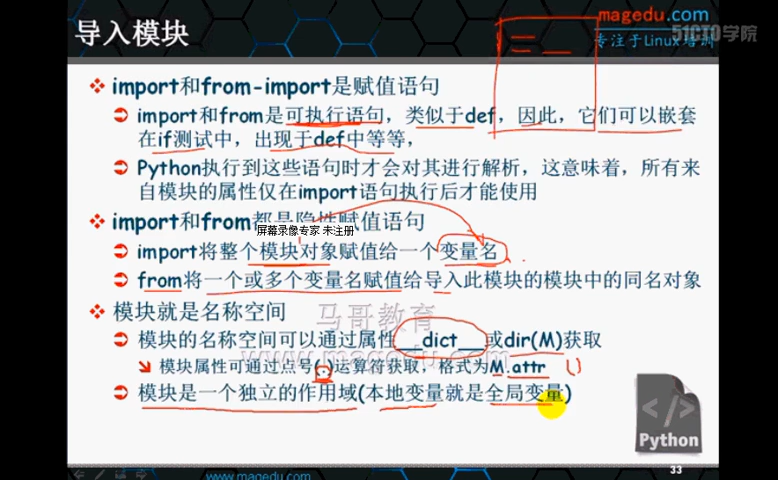 导入模块
magedu.com
专注于Linux培训
51CTO学院
import和from-import是赋值语句
import和from是可执行语句，类似于def，因此，它们可以嵌套
在if测试中，出现于def中等等，
Python执行到这些语句时才会对其进行解析，这意味着，所有来
自模块的属性仅在import语句执行后才能使用
import和from都是隐性赋值语句
屏幕录像专家 未注册
import将整个模块对象赋值给一个变量名
from将一个或多个变量名赋值给导入此模块的模块中的同名对象
模块就是名称空间
马哥教育
模块的名称空间可以通过属性__dict__或dir(M)获取
www.magedu.com
模块属性可通过点号(.)运算符获取，格式为M.attr
模块是一个独立的作用域(本地变量就是全局变量)
Python
www.magedu.com
33